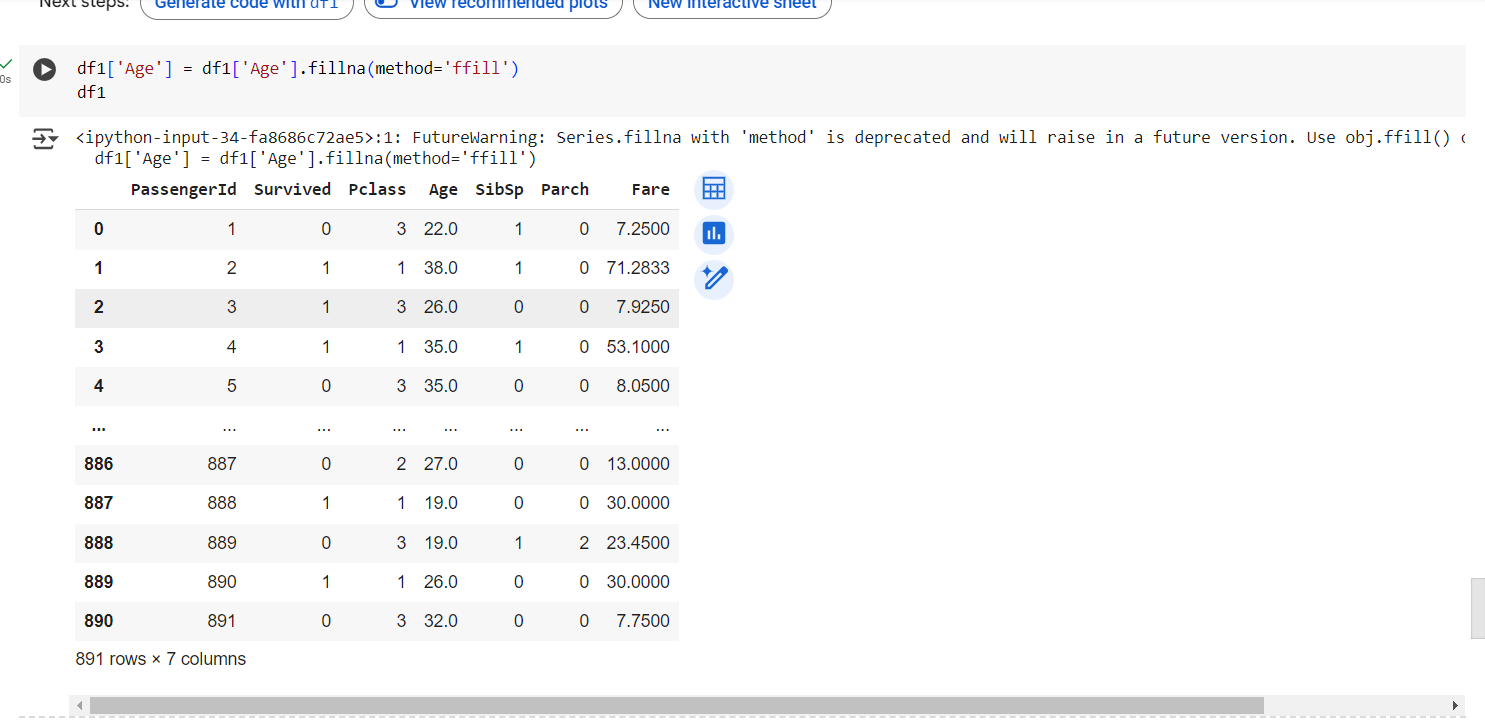 Next steps: Generate code with df1 View recommended plots New interactive sheet
0s
df1['Age'] = df1['Age'].fillna(method='ffill')
df1
<ipython-input-34-fa8686c72ae5>:1: FutureWarning: Series.fillna with 'method' is deprecated and will raise in a future version. Use obj.ffill()
df1['Age'] = df1['Age'].fillna(method='ffill')
PassengerId Survived Pclass Age SibSp Parch Fare
0 1 0 3 22.0 1 0 7.2500
1 2 1 1 38.0 1 0 71.2833
2 3 1 3 26.0 0 0 7.9250
3 4 1 1 35.0 1 0 53.1000
4 5 0 3 35.0 0 0 8.0500
... ... ... ... ... ... ... ...
886 887 0 2 27.0 0 0 13.0000
887 888 1 1 19.0 0 0 30.0000
888 889 0 3 19.0 1 2 23.4500
889 890 1 1 26.0 0 0 30.0000
890 891 0 3 32.0 0 0 7.7500
891 rows × 7 columns